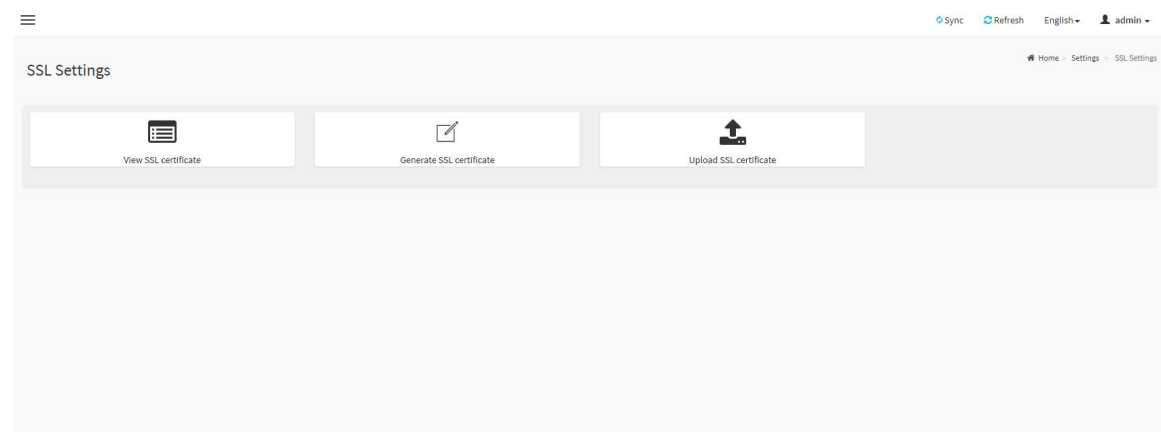 Sync Refresh English admin
Home > Settings > SSL Settings
SSL Settings
View SSL certificate
Generate SSL certificate
Upload SSL certificate